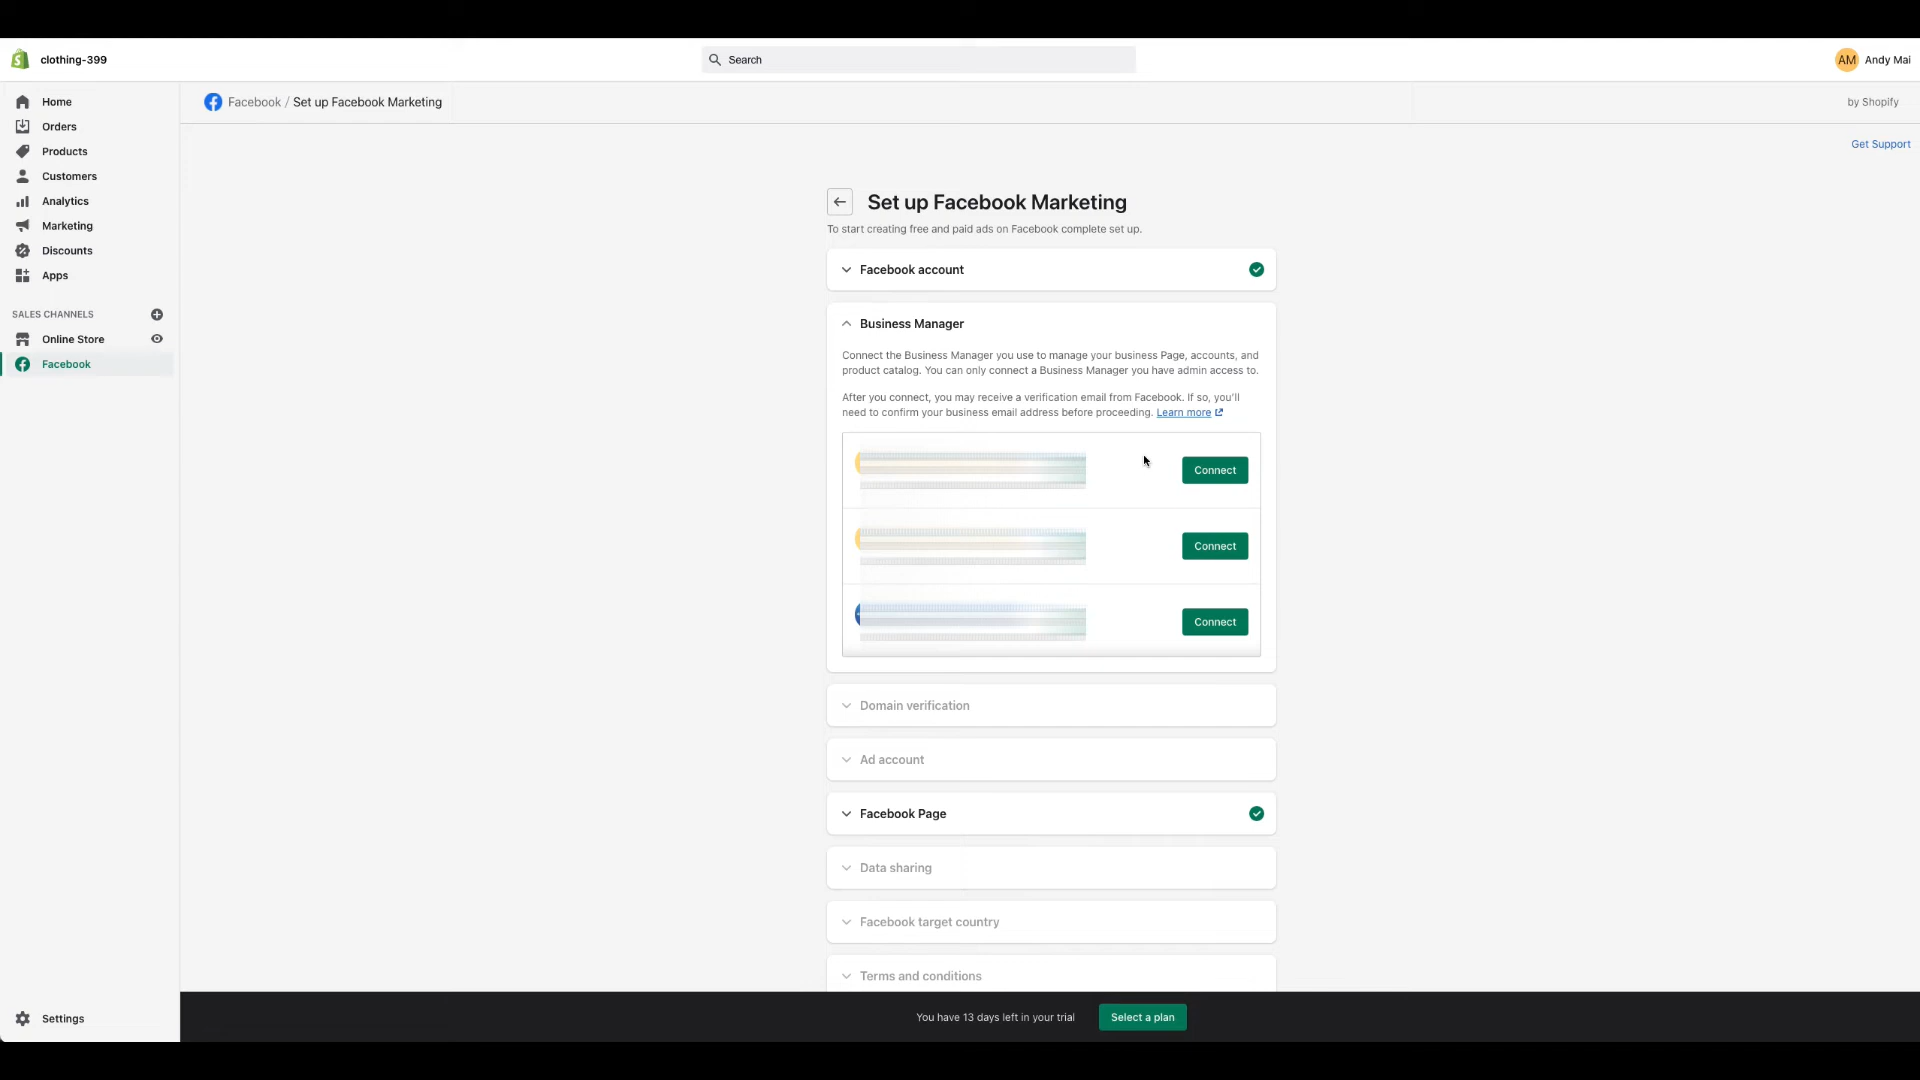 clothing-399
Search
AM Andy Mai
Home
Orders
Products
Customers
Analytics
Marketing
Discounts
Apps
SALES CHANNELS
Online Store
Facebook
Settings
Facebook / Set up Facebook Marketing
by Shopify
Get Support
Set up Facebook Marketing
To start creating free and paid ads on Facebook complete set up.
Facebook account
Business Manager
Connect the Business Manager you use to manage your business Page, accounts, and
product catalog. You can only connect a Business Manager you have admin access to.
After you connect, you may receive a verification email from Facebook. If so, you'll
need to confirm your business email address before proceeding. Learn more
Connect
Connect
Connect
Domain verification
Ad account
Facebook Page
Data sharing
Facebook target country
Terms and conditions
You have 13 days left in your trial
Select a plan